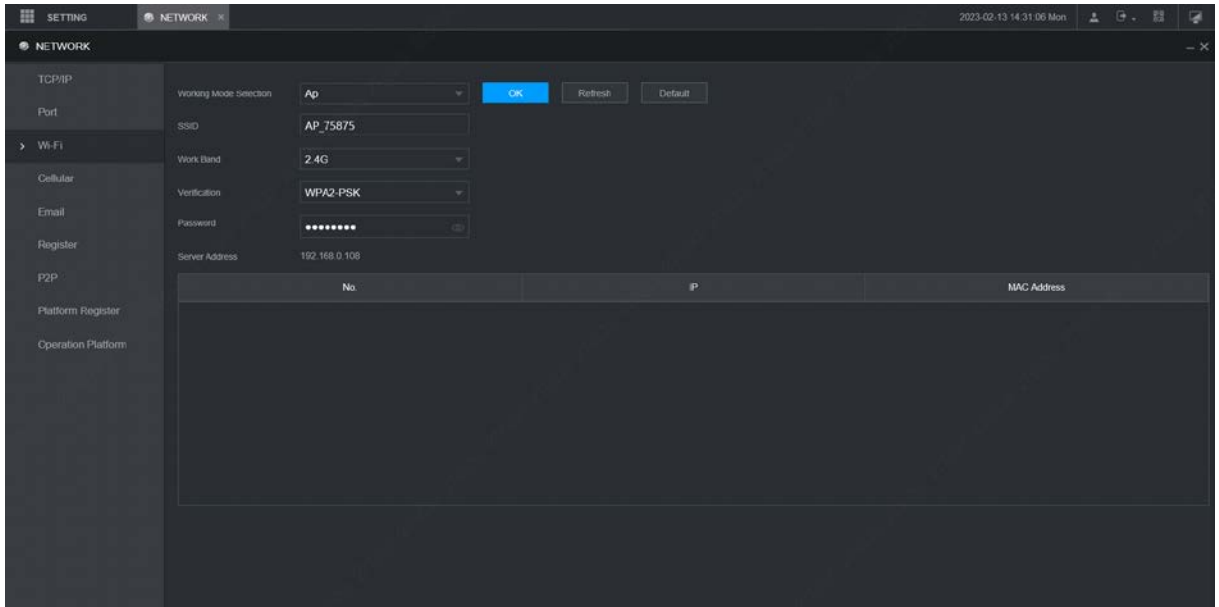 SETTING NETWORK × 2023-02-13 14:31:06 Mon
NETWORK
TCP/IP
Port
Wi-Fi
Cellular
Email
Register
P2P
Platform Register
Operation Platform
Working Mode Selection Ap OK Refresh Default
SSID AP_75875
Work Band 2.4G
Verification WPA2-PSK
Password ••••••••
Server Address 192.168.0.108
No. IP MAC Address